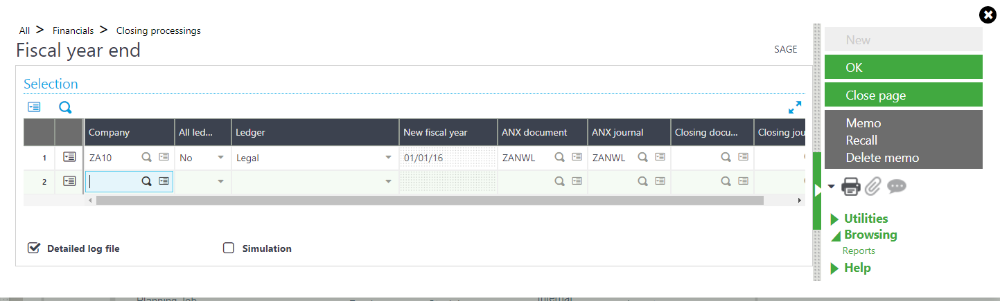 All > Financials > Closing processings
Fiscal year end
SAGE
Selection
Company All led... Ledger New fiscal year ANX document ANX journal Closing docu... Closing jou
1 ZA10 No Legal 01/01/16 ZANWL ZANWL
2
Detailed log file Simulation
New
OK
Close page
Memo
Recall
Delete memo
Utilities
Browsing
Reports
Help